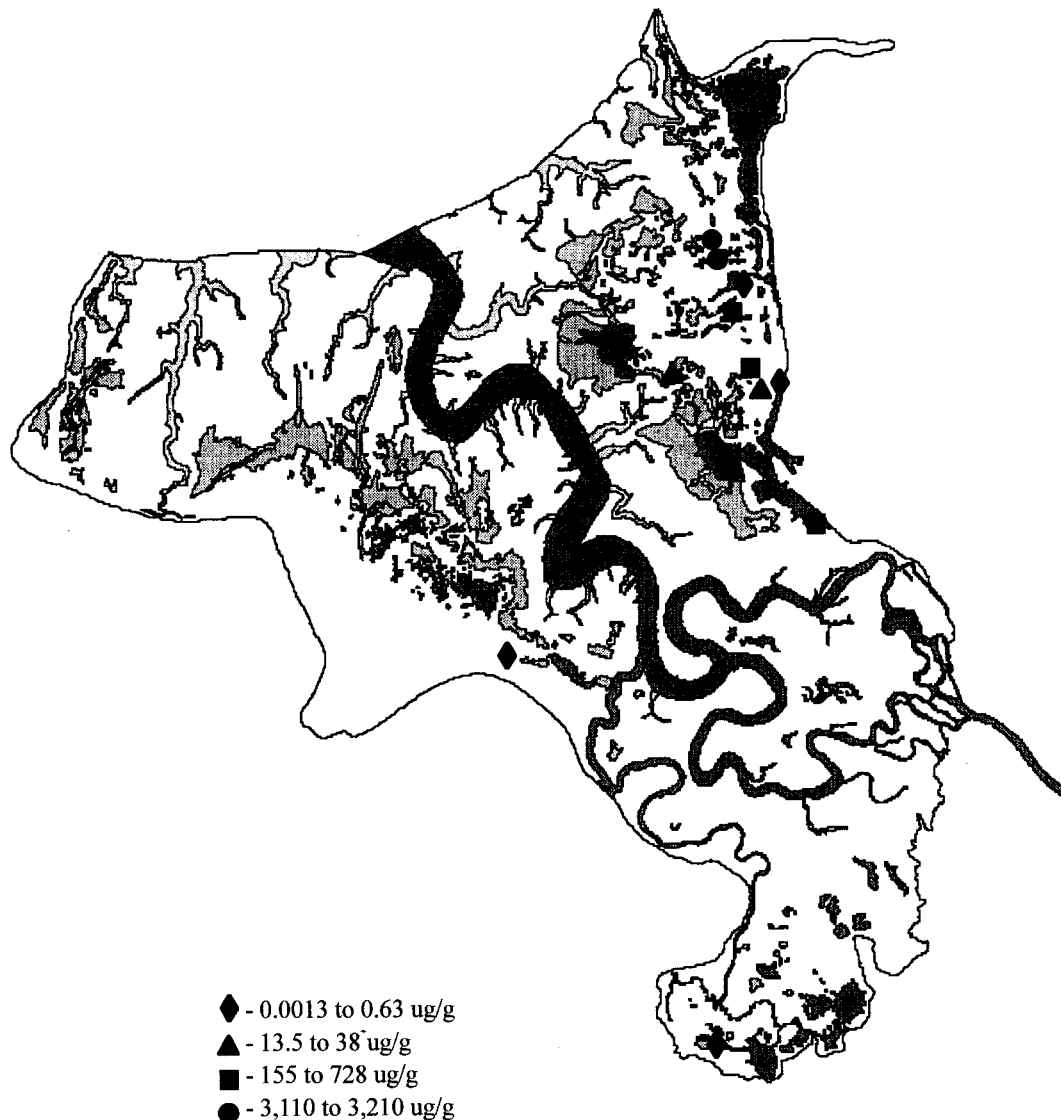 - 0.0013 to 0.63 ug/g
- 13.5 to 38 ug/g
- 155 to 728 ug/g
- 3,110 to 3,210 ug/g